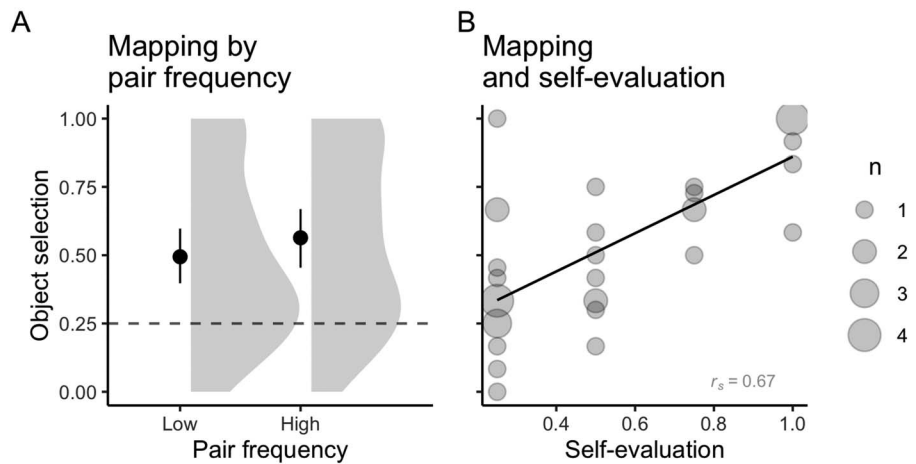 A
Mapping by
pair frequency
Object selection
1.00
0.75
0.50
0.25
0.00
Low
High
Pair frequency
B
Mapping
and self-evaluation
r_s = 0.67
0.4
0.6
0.8
1.0
Self-evaluation
n
1
2
3
4